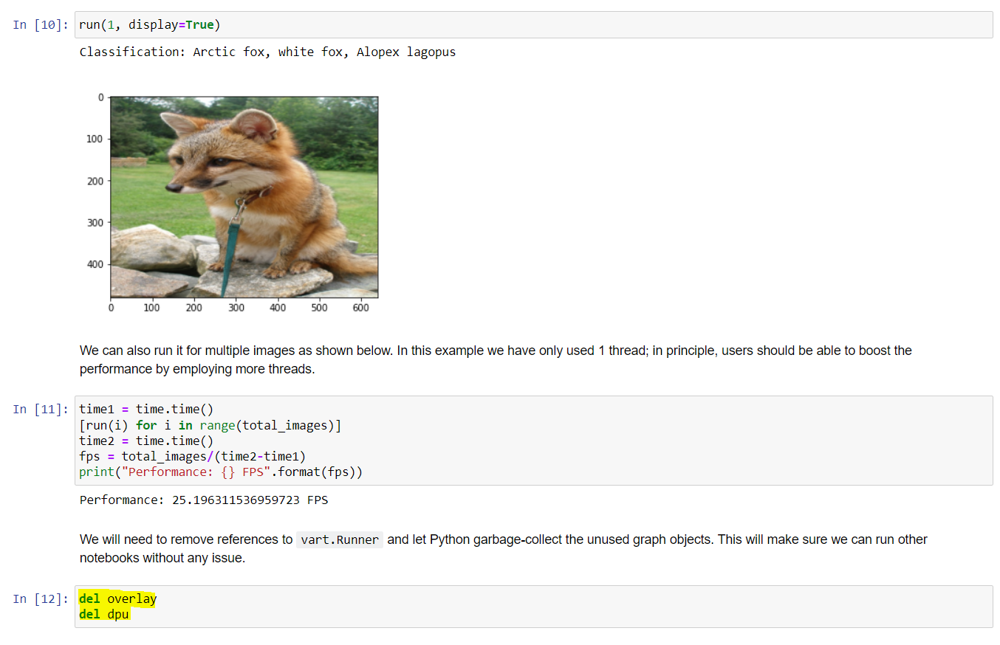 In [10]: run(1, display=True)
Classification: Arctic fox, white fox, Alopex lagopus
0
100
200
300
400
0 100 200 300 400 500 600
We can also run it for multiple images as shown below. In this example we have only used 1 thread; in principle, users should be able to boost the
performance by employing more threads.
In [11]: time1 = time.time()
[run(i) for i in range(total_images)]
time2 = time.time()
fps = total_images/(time2-time1)
print("Performance: {} FPS".format(fps))
Performance: 25.196311536959723 FPS
We will need to remove references to vart.Runner and let Python garbage-collect the unused graph objects. This will make sure we can run other
notebooks without any issue.
In [12]: del overlay
del dpu